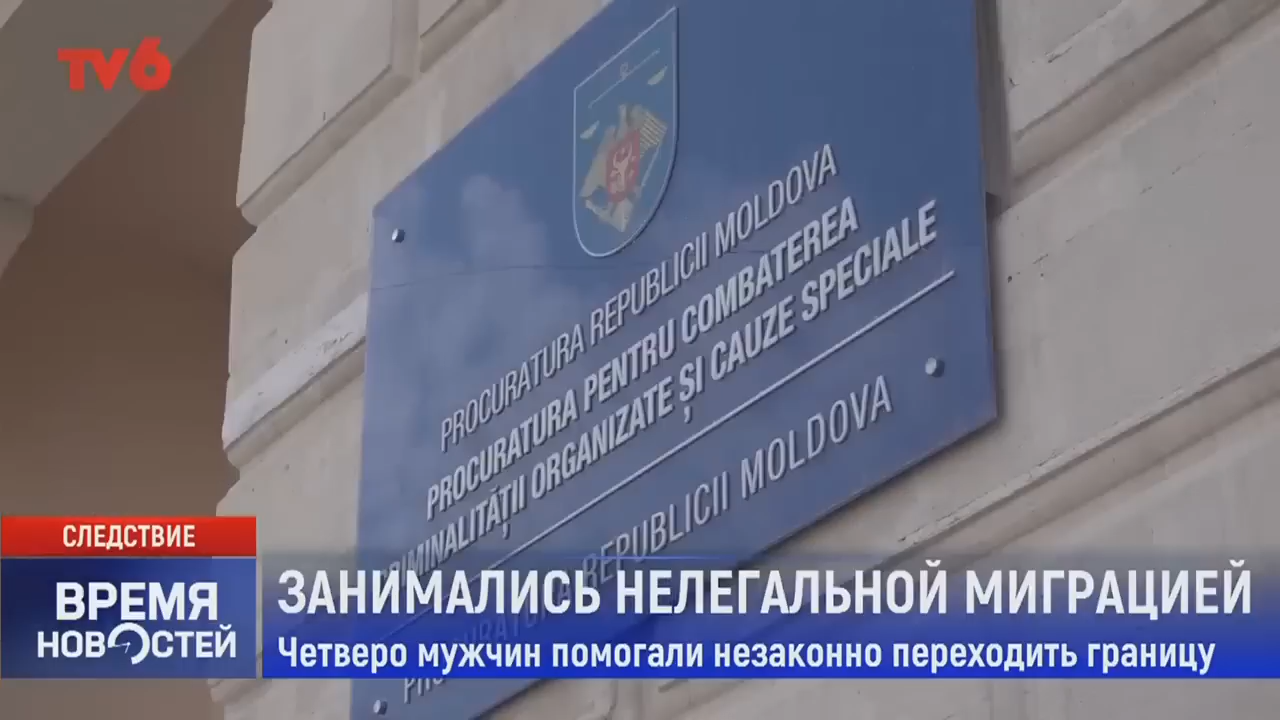 TV6
PROCURATURA REPUBLICII MOLDOVA
PROCURATURA PENTRU COMBATEREA
CRIMINALITĂȚII ORGANIZATE ȘI CAUZE SPECIALE
PROCURATURA REPUBLICII MOLDOVA
СЛЕДСТВИЕ
ВРЕМЯ
НОВОСТЕЙ
ЗАНИМАЛИСЬ НЕЛЕГАЛЬНОЙ МИГРАЦИЕЙ
Четверо мужчин помогали незаконно переходить границу